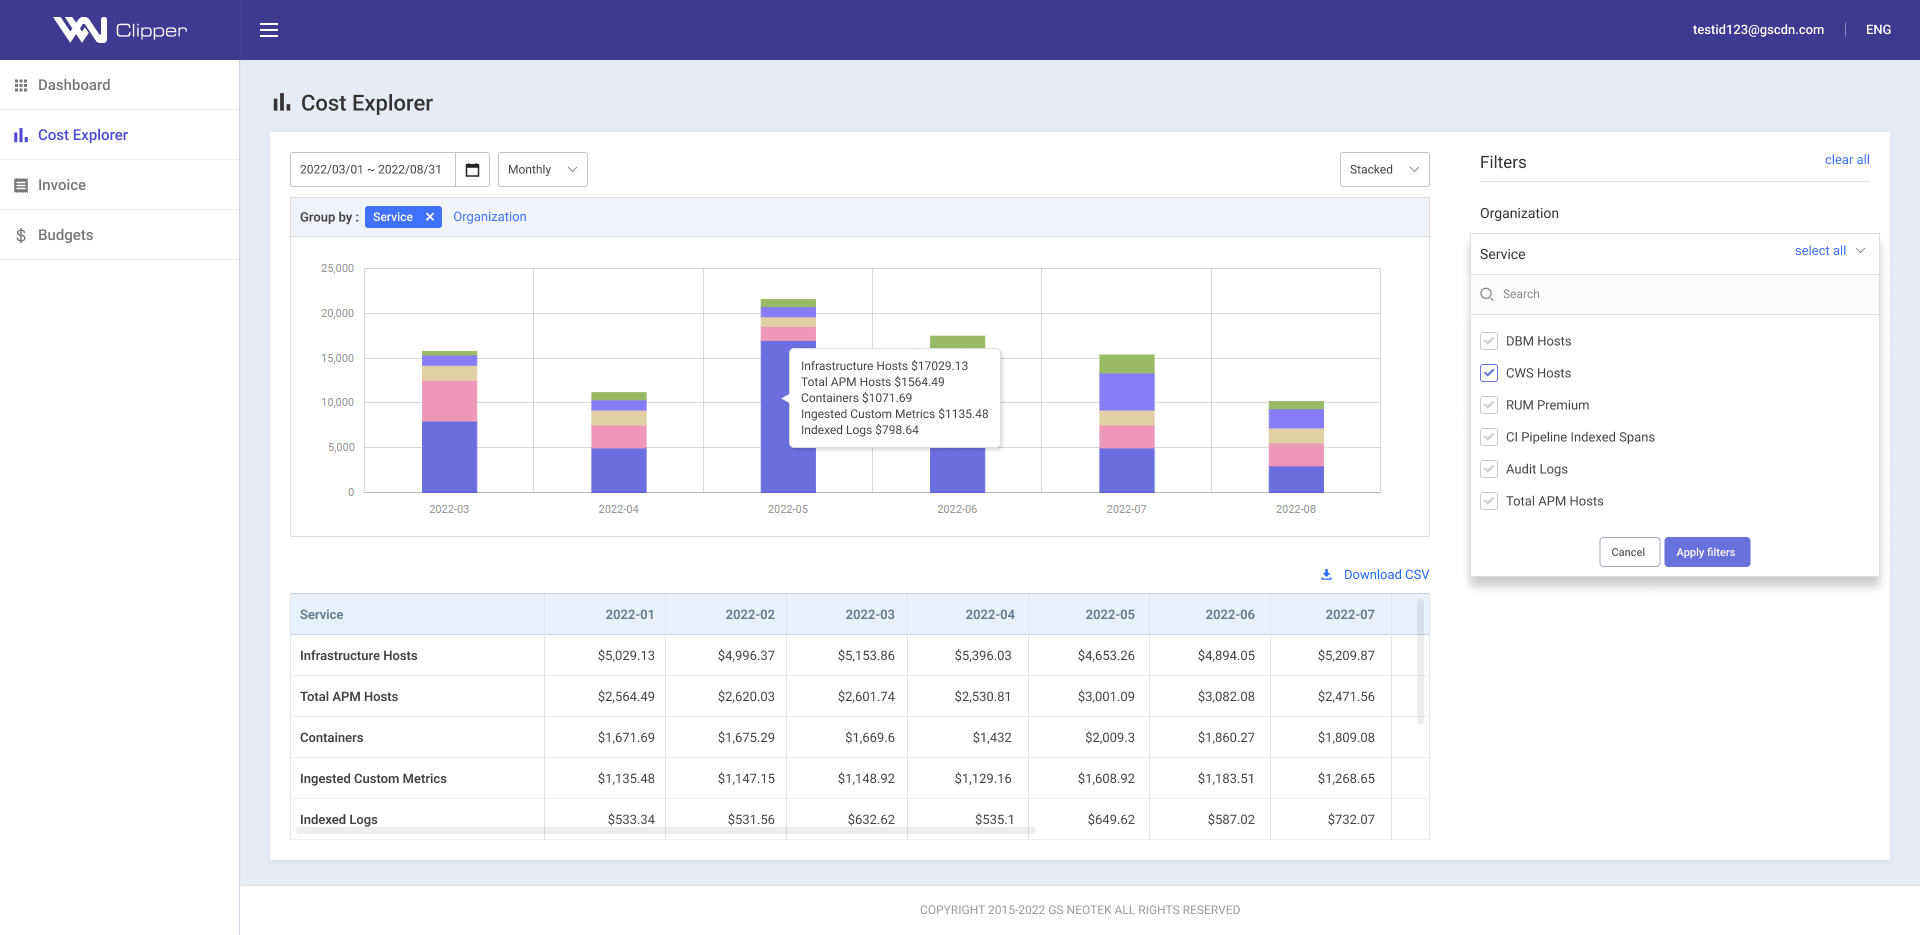 Clipper
testid123@gscdn.com
ENG
Dashboard
Cost Explorer
Invoice
Budgets
Cost Explorer
2022/03/01 ~ 2022/08/31
Monthly
Stacked
Group by :
Service
Organization
25,000
20,000
15,000
10,000
5,000
0
2022-03 2022-04 2022-05 2022-06 2022-07 2022-08
Infrastructure Hosts $17029.13
Total APM Hosts $1564.49
Containers $1071.69
Ingested Custom Metrics $1135.48
Indexed Logs $798.64
Download CSV
Service 2022-01 2022-02 2022-03 2022-04 2022-05 2022-06 2022-07
Infrastructure Hosts $5,029.13 $4,996.37 $5,153.86 $5,396.03 $4,653.26 $4,894.05 $5,209.87
Total APM Hosts $2,564.49 $2,620.03 $2,601.74 $2,530.81 $3,001.09 $3,082.08 $2,471.56
Containers $1,671.69 $1,675.29 $1,669.6 $1,432 $2,009.3 $1,860.27 $1,809.08
Ingested Custom Metrics $1,135.48 $1,147.15 $1,148.92 $1,129.16 $1,608.92 $1,183.51 $1,268.65
Indexed Logs $533.34 $531.56 $632.62 $535.1 $649.62 $587.02 $732.07
Filters
clear all
Organization
Service
select all
Search
DBM Hosts
CWS Hosts
RUM Premium
CI Pipeline Indexed Spans
Audit Logs
Total APM Hosts
Cancel
Apply filters
COPYRIGHT 2015-2022 GS NEOTEK ALL RIGHTS RESERVED